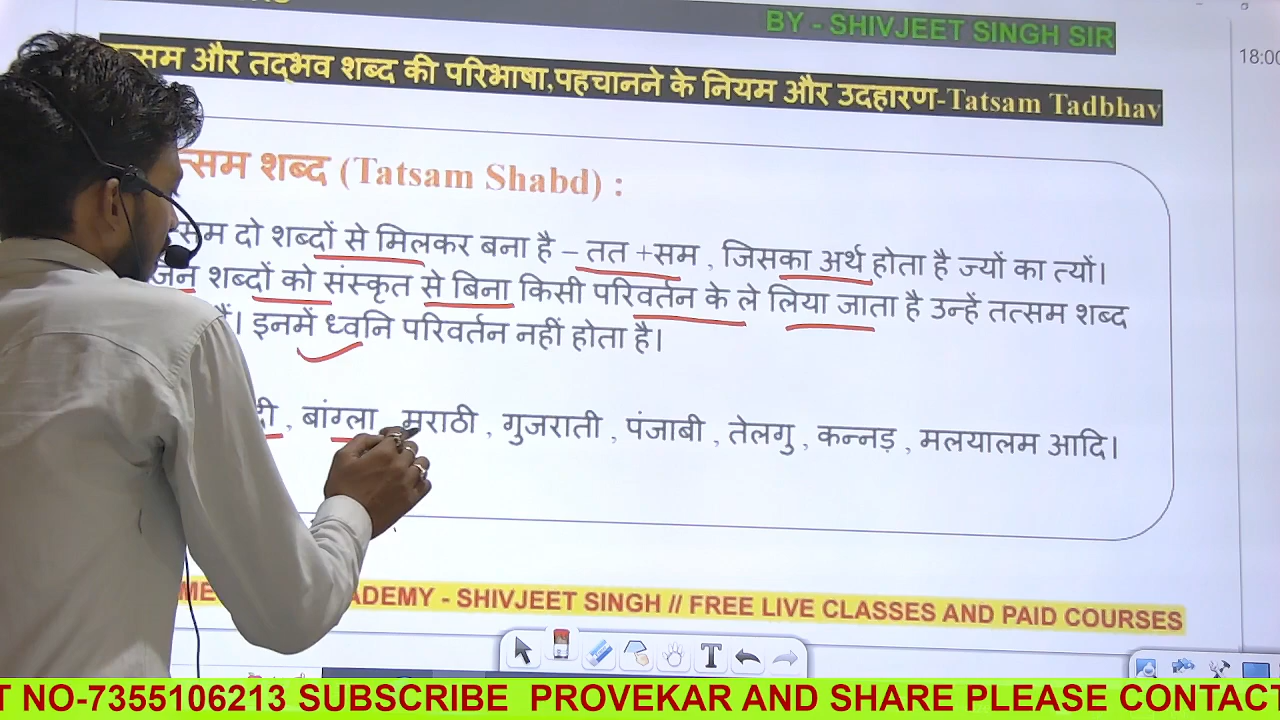 BY - SHIVJEET SINGH SIR
18:00
त्सम और तद्भव शब्द की परिभाषा,पहचानने के नियम और उदहारण-Tatsam Tadbhav
त्सम शब्द (Tatsam Shabd) :
सम दो शब्दों से मिलकर बना है – तत +सम , जिसका अर्थ होता है ज्यों का त्यों।
जिन शब्दों को संस्कृत से बिना किसी परिवर्तन के ले लिया जाता है उन्हें तत्सम शब्द
हैं। इनमें ध्वनि परिवर्तन नहीं होता है।
दी , बांग्ला , मराठी , गुजराती , पंजाबी , तेलगु , कन्नड़ , मलयालम आदि।
ADEMY - SHIVJEET SINGH // FREE LIVE CLASSES AND PAID COURSES
T
T NO-7355106213 SUBSCRIBE PROVEKAR AND SHARE PLEASE CONTACT